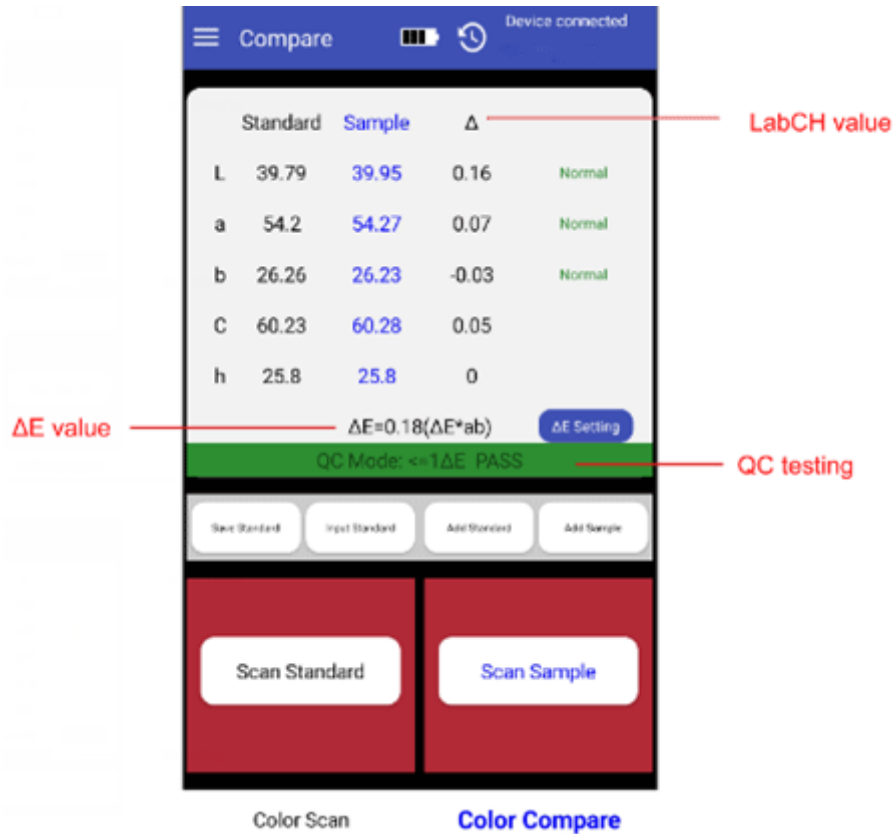 Compare
Device connected
Standard Sample Δ
LabCH value
L 39.79 39.95 0.16 Normal
a 54.2 54.27 0.07 Normal
b 26.26 26.23 -0.03 Normal
C 60.23 60.28 0.05
h 25.8 25.8 0
ΔE value
ΔE=0.18(ΔE*ab)
ΔE Setting
QC Mode: <=1ΔE PASS
QC testing
Save Standard Input Standard Add Standard Add Sample
Scan Standard Scan Sample
Color Scan Color Compare